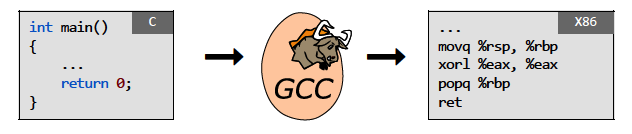 C
int main()
{
    ...
    return 0;
}
GCC
X86
...
movq %rsp, %rbp
xorl %eax, %eax
popq %rbp
ret